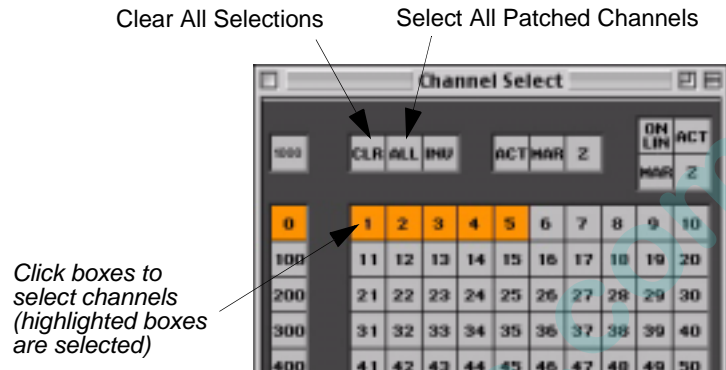 Clear All Selections Select All Patched Channels
Channel Select
1000 CLR ALL INV ACT MAR Z ON LIN ACT
MAR Z
0 1 2 3 4 5 6 7 8 9 10
100 11 12 13 14 15 16 17 18 19 20
200 21 22 23 24 25 26 27 28 29 30
300 31 32 33 34 35 36 37 38 39 40
400 41 42 43 44 45 46 47 48 49 50
Click boxes to
select channels
(highlighted boxes
are selected)
com